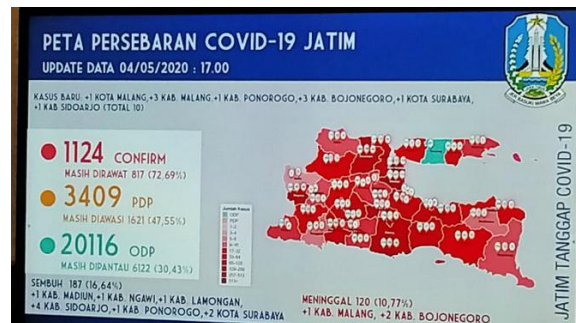 PETA PERSEBARAN COVID-19 JATIM
UPDATE DATA 04/05/2020 : 17.00
KASUS BARU: +1 KOTA MALANG,+3 KAB. MALANG,+1 KAB. PONOROGO,+3 KAB. BOJONEGORO,+1 KOTA SURABAYA,
+1 KAB SIDOARJO (TOTAL 10)
1124 CONFIRM
MASIH DIRAWAT 817 (72.69%)
3409 PDP
MASIH DIAWASI 1621 (47,55%)
20116 ODP
MASIH DIPANTAU 6122 (30,43%)
Jumlah Kasus
ODP
PDP
SEMBUH 187 (16,64%)
+1 KAB. MADIUN,+1 KAB. NGAWI,+1 KAB. LAMONGAN,
+4 KAB. SIDOARJO,+1 KAB. PONOROGO,+2 KOTA SURABAYA
MENINGGAL 120 (10,77%)
+1 KAB. MALANG, +2 KAB. BOJONEGORO
JATIM TANGGAP COVID-19